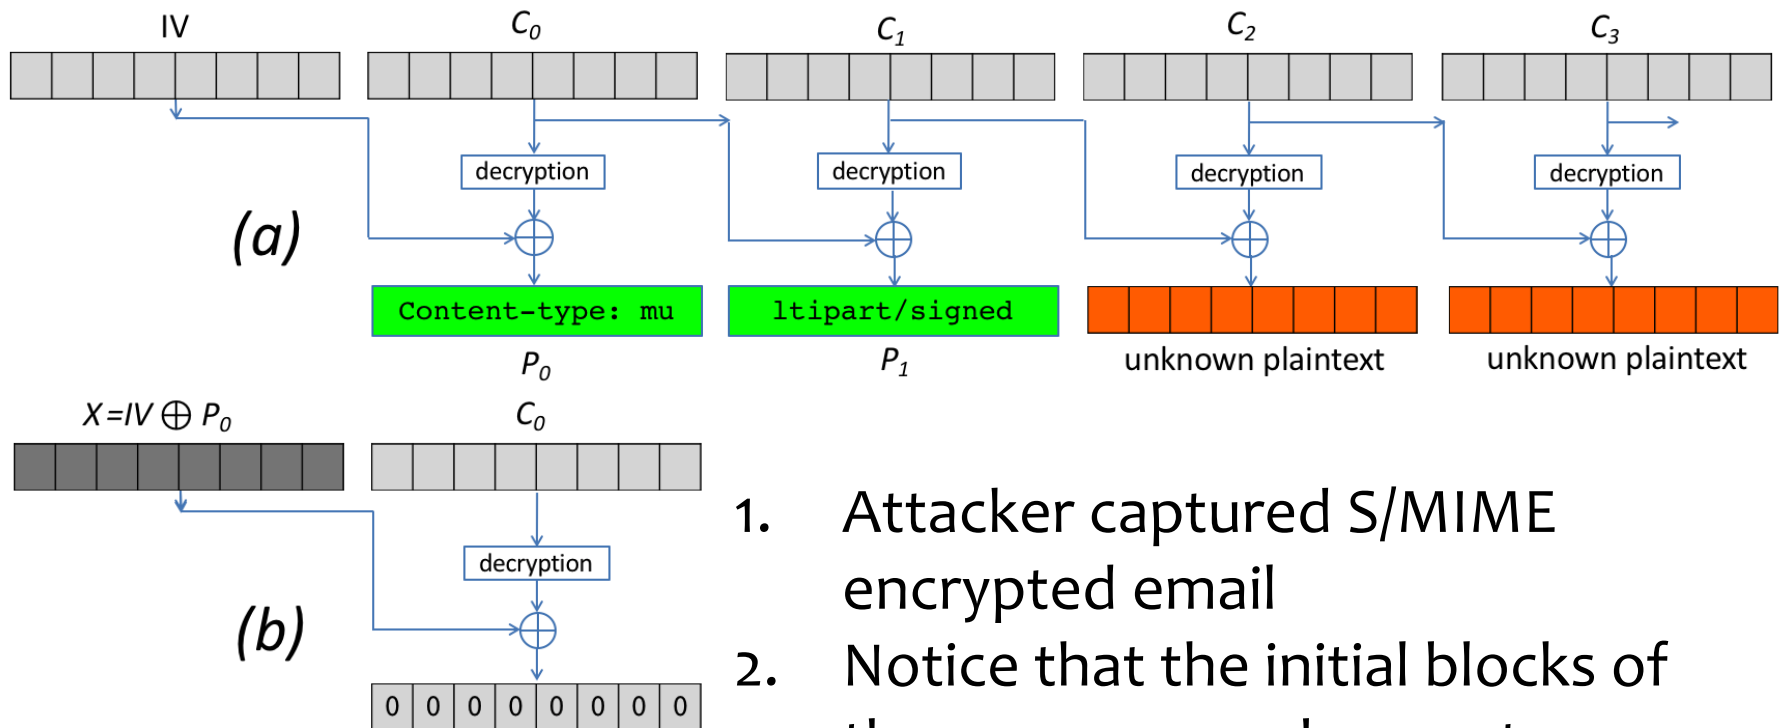 IV
C0
C1
C2
C3
decryption
decryption
decryption
decryption
(a)
Content-type: mu
ltipart/signed
P0
P1
unknown plaintext
unknown plaintext
X=IV ⊕ P0
C0
decryption
(b)
0 0 0 0 0 0 0 0
1. Attacker captured S/MIME
encrypted email
2. Notice that the initial blocks of